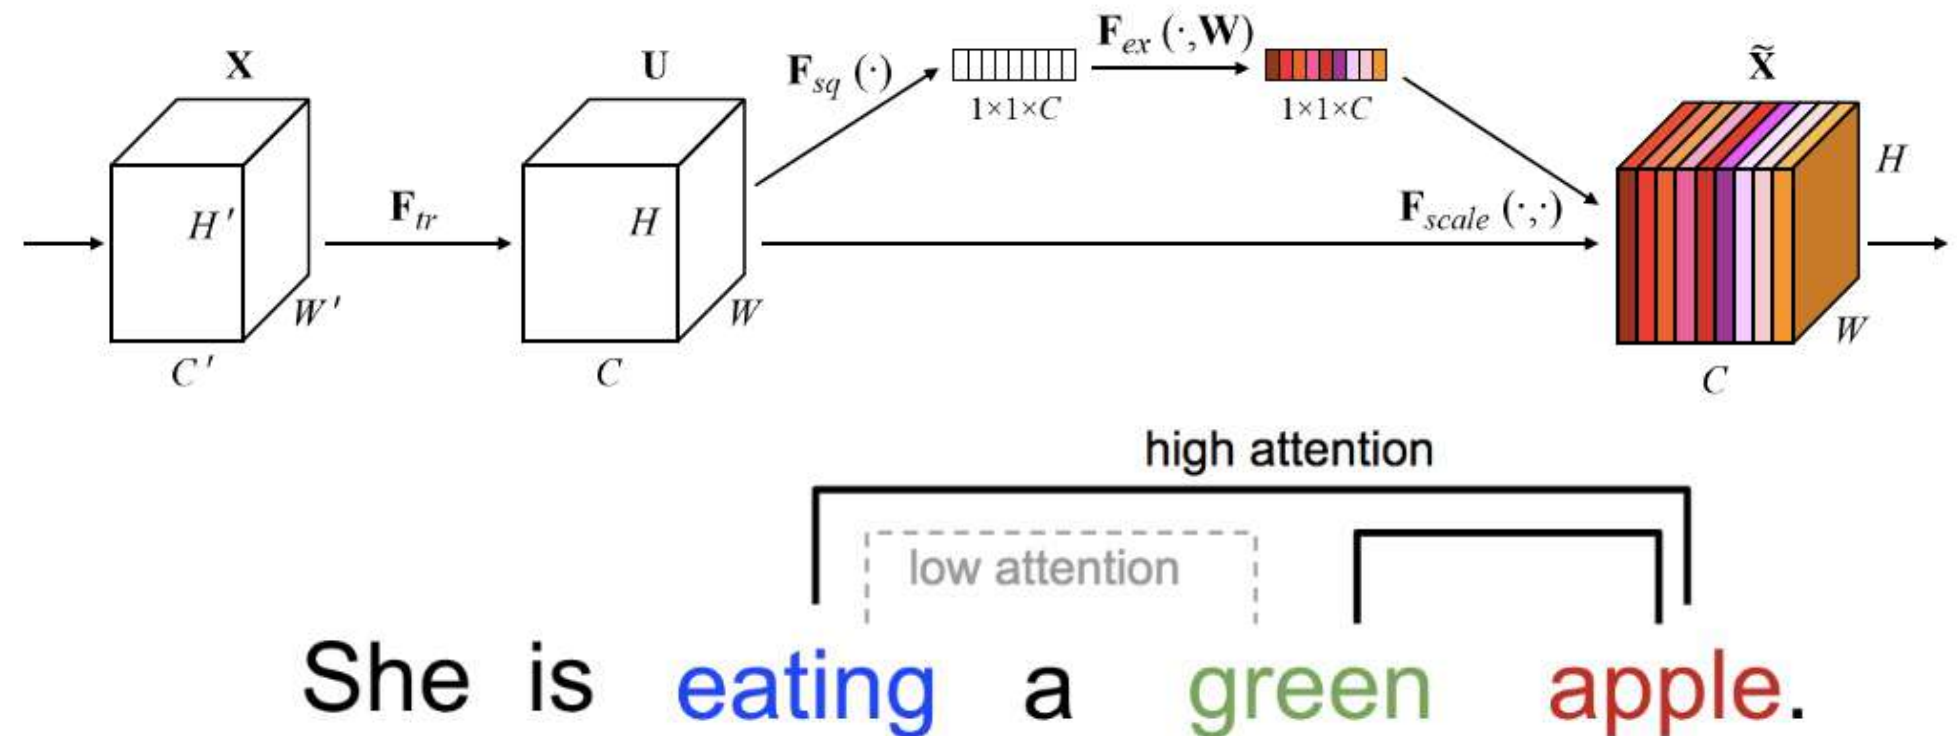 X U F_sq (·) F_ex (·,W) X̃
1×1×C 1×1×C
H' F_tr H F_scale (·,·) H
W' W W
C' C C
high attention
low attention
She is eating a green apple.